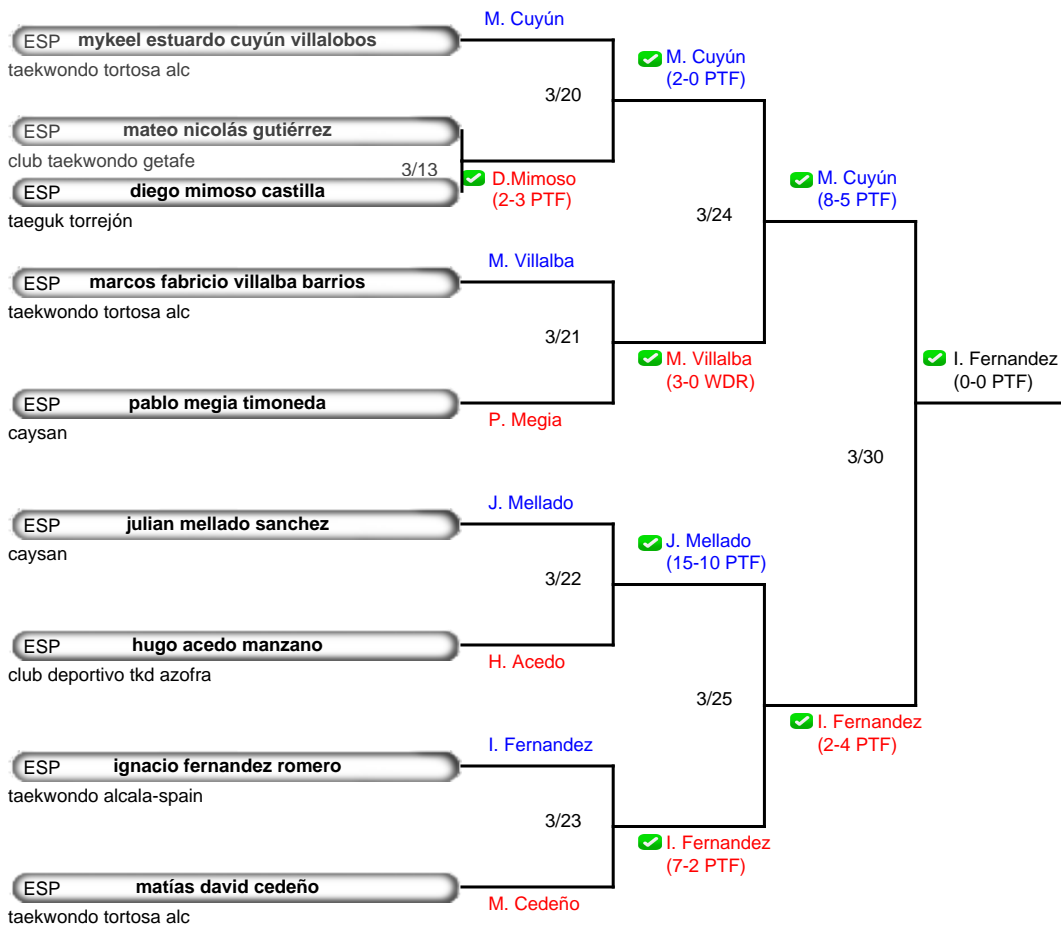 M. Cuyún
ESP mykeel estuardo cuyún villalobos
taekwondo tortosa alc
M. Cuyún
(2-0 PTF)
3/20
ESP mateo nicolás gutiérrez
club taekwondo getafe
3/13
D.Mimoso
(2-3 PTF)
ESP diego mimoso castilla
taeguk torrejón
M. Cuyún
(8-5 PTF)
3/24
M. Villalba
ESP marcos fabricio villalba barrios
taekwondo tortosa alc
3/21
M. Villalba
(3-0 WDR)
I. Fernandez
(0-0 PTF)
ESP pablo megia timoneda
caysan
P. Megia
3/30
J. Mellado
ESP julian mellado sanchez
caysan
J. Mellado
(15-10 PTF)
3/22
ESP hugo acedo manzano
club deportivo tkd azofra
H. Acedo
3/25
I. Fernandez
(2-4 PTF)
I. Fernandez
ESP ignacio fernandez romero
taekwondo alcala-spain
3/23
I. Fernandez
(7-2 PTF)
ESP matías david cedeño
taekwondo tortosa alc
M. Cedeño